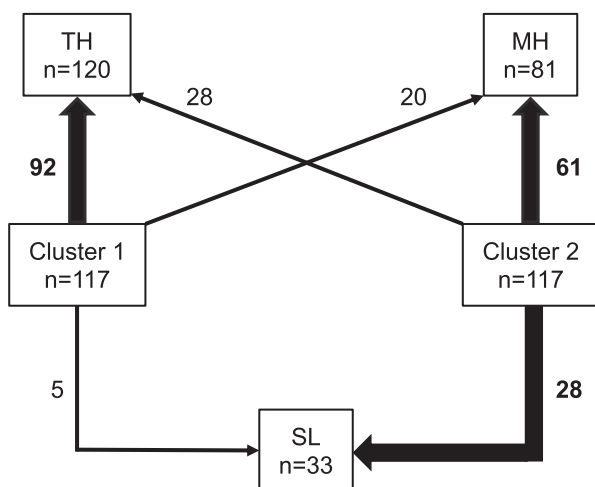 TH
n=120
MH
n=81
28
20
92
61
Cluster 1
n=117
Cluster 2
n=117
5
28
SL
n=33